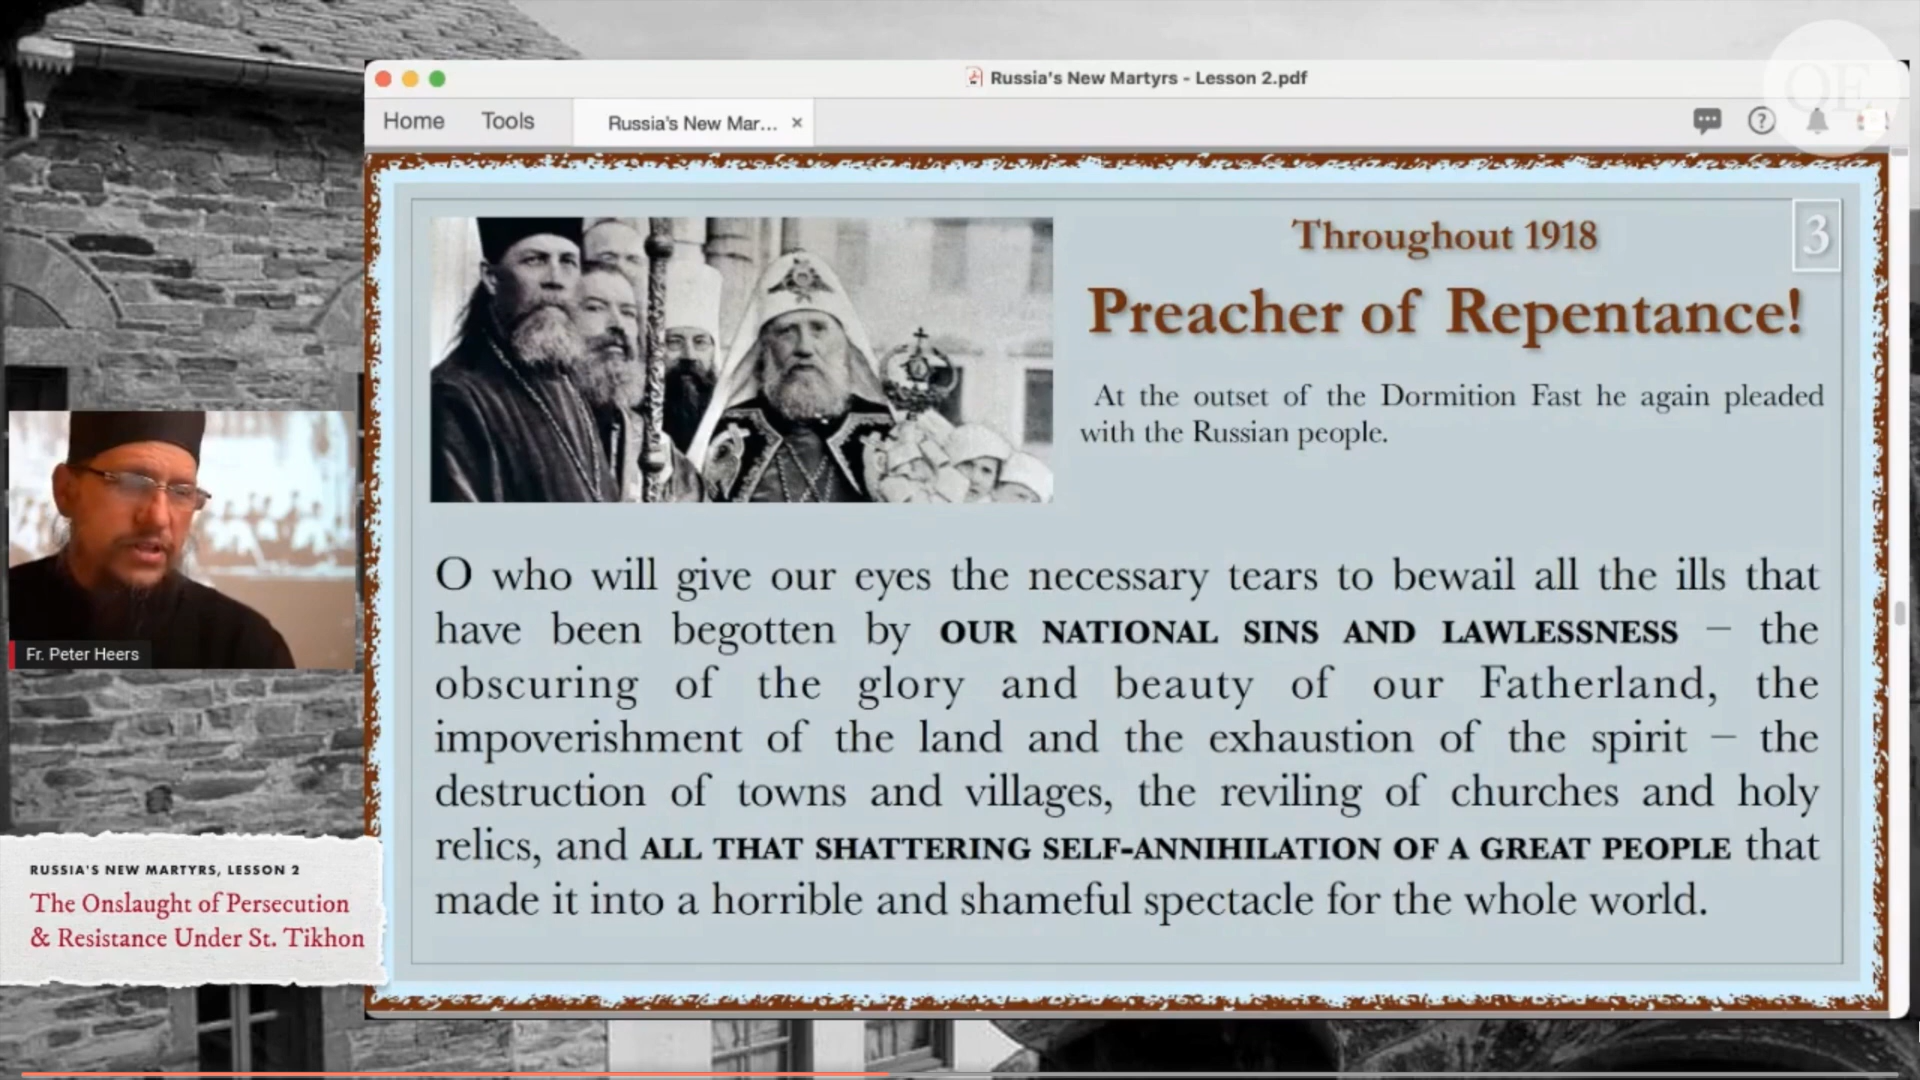 OE
Russia's New Martyrs - Lesson 2.pdf
Home Tools Russia's New Mar... ×
Throughout 1918
3
Preacher of Repentance!
At the outset of the Dormition Fast he again pleaded
with the Russian people.
O who will give our eyes the necessary tears to bewail all the ills that
have been begotten by OUR NATIONAL SINS AND LAWLESSNESS – the
obscuring of the glory and beauty of our Fatherland, the
impoverishment of the land and the exhaustion of the spirit – the
destruction of towns and villages, the reviling of churches and holy
relics, and ALL THAT SHATTERING SELF-ANNIHILATION OF A GREAT PEOPLE that
made it into a horrible and shameful spectacle for the whole world.
Fr. Peter Heers
RUSSIA'S NEW MARTYRS, LESSON 2
The Onslaught of Persecution
& Resistance Under St. Tikhon